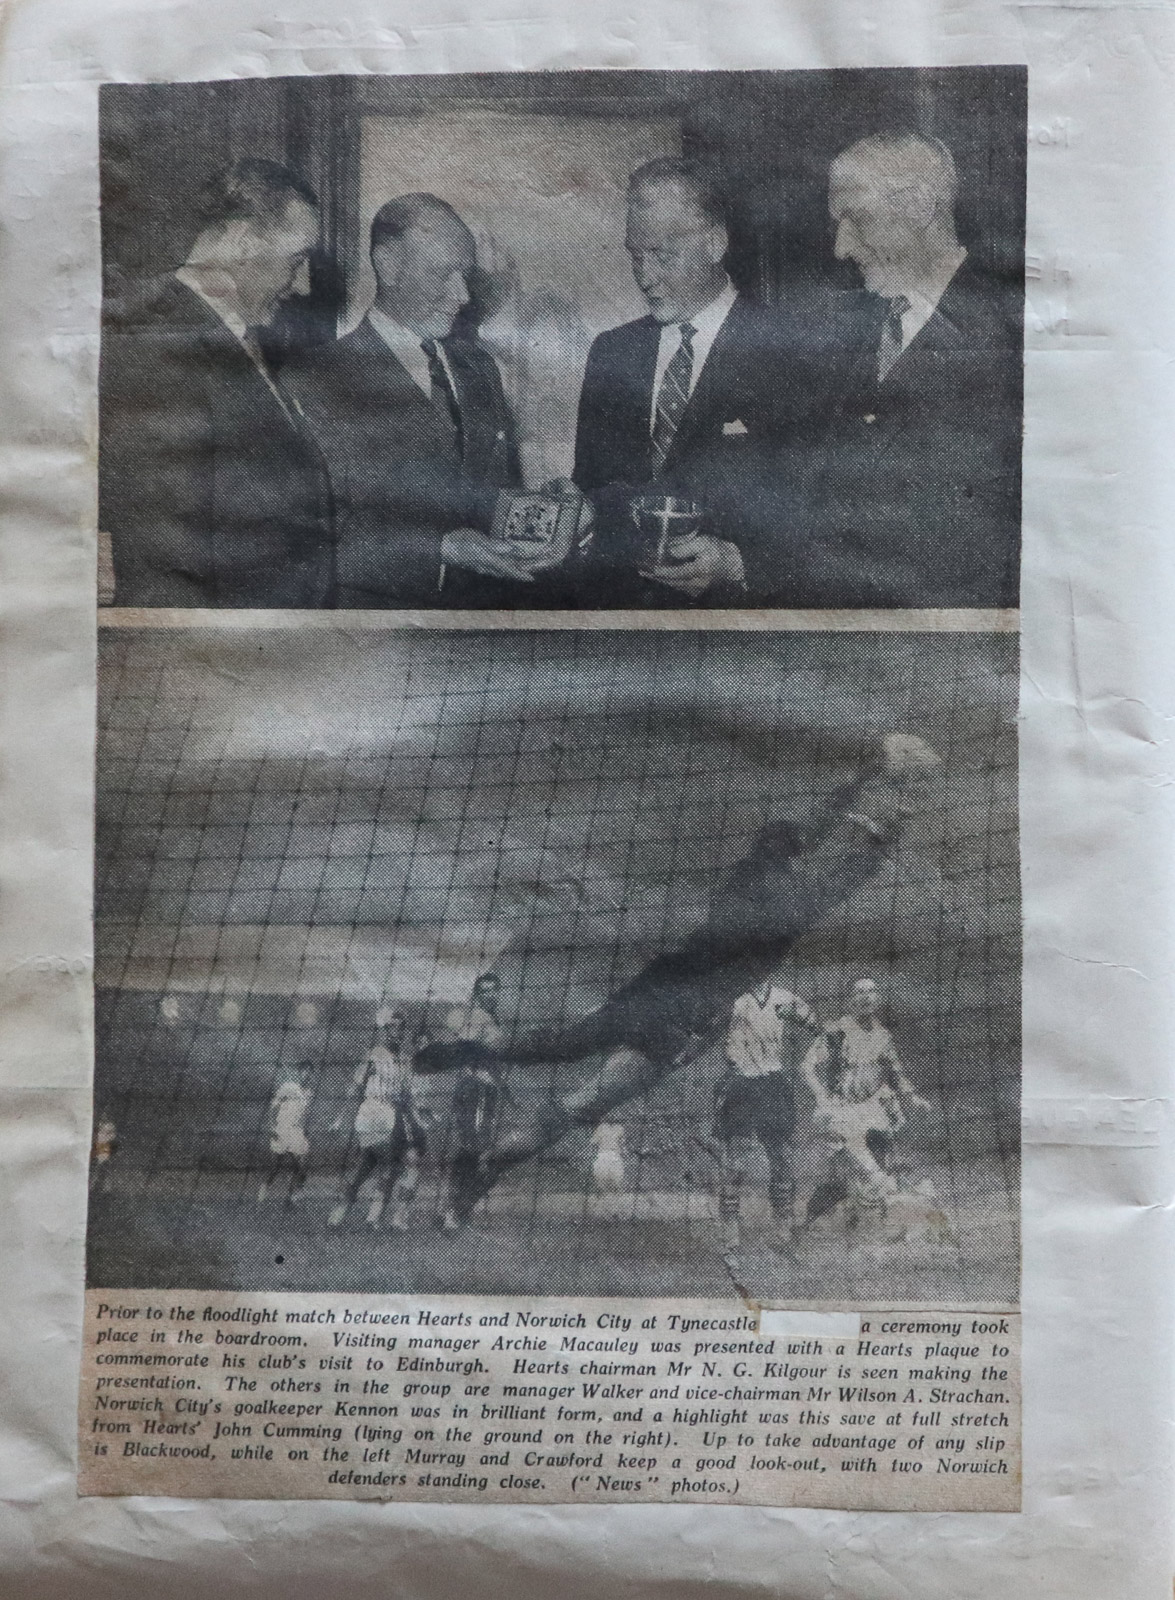 Prior to the floodlight match between Hearts and Norwich City at Tynecastle a ceremony took
place in the boardroom. Visiting manager Archie Macauley was presented with a Hearts plaque to
commemorate his club's visit to Edinburgh. Hearts chairman Mr N. G. Kilgour is seen making the
presentation. The others in the group are manager Walker and vice-chairman Mr Wilson A. Strachan.
Norwich City's goalkeeper Kennon was in brilliant form, and a highlight was this save at full stretch
from Hearts' John Cumming (lying on the ground on the right). Up to take advantage of any slip
is Blackwood, while on the left Murray and Crawford keep a good look-out, with two Norwich
defenders standing close. ("News" photos.)